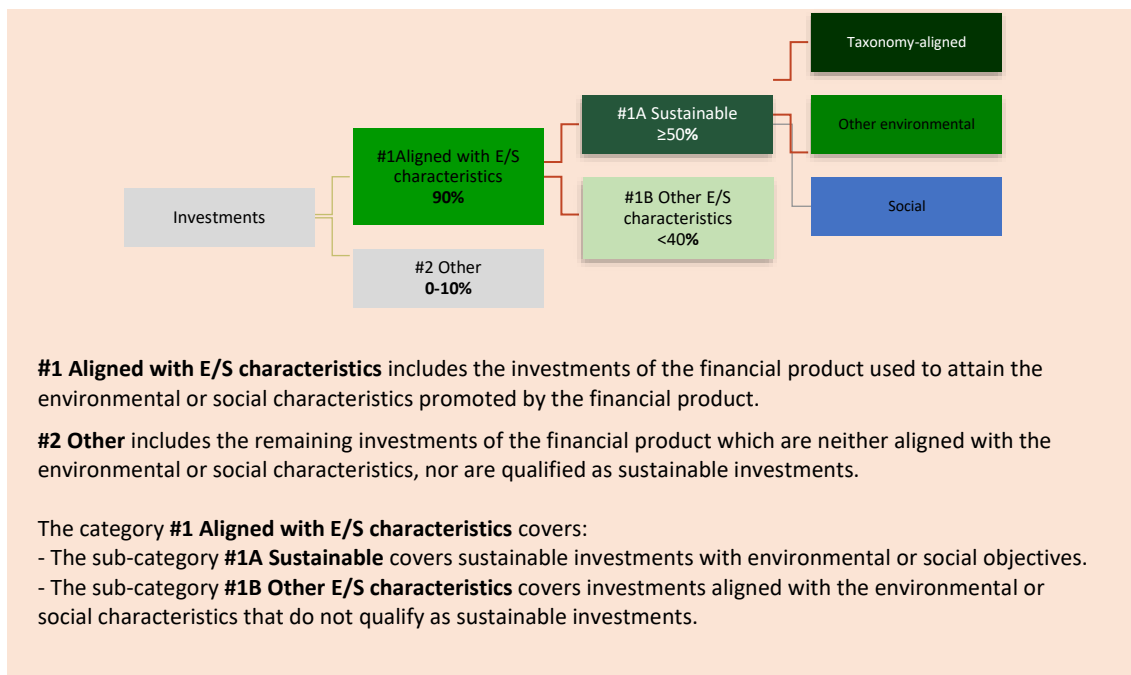 Taxonomy-aligned
#1A Sustainable
≥50%
Other environmental
#1Aligned with E/S
characteristics
90%
#1B Other E/S
characteristics
<40%
Social
Investments
#2 Other
0-10%
#1 Aligned with E/S characteristics includes the investments of the financial product used to attain the
environmental or social characteristics promoted by the financial product.
#2 Other includes the remaining investments of the financial product which are neither aligned with the
environmental or social characteristics, nor are qualified as sustainable investments.
The category #1 Aligned with E/S characteristics covers:
- The sub-category #1A Sustainable covers sustainable investments with environmental or social objectives.
- The sub-category #1B Other E/S characteristics covers investments aligned with the environmental or
social characteristics that do not qualify as sustainable investments.